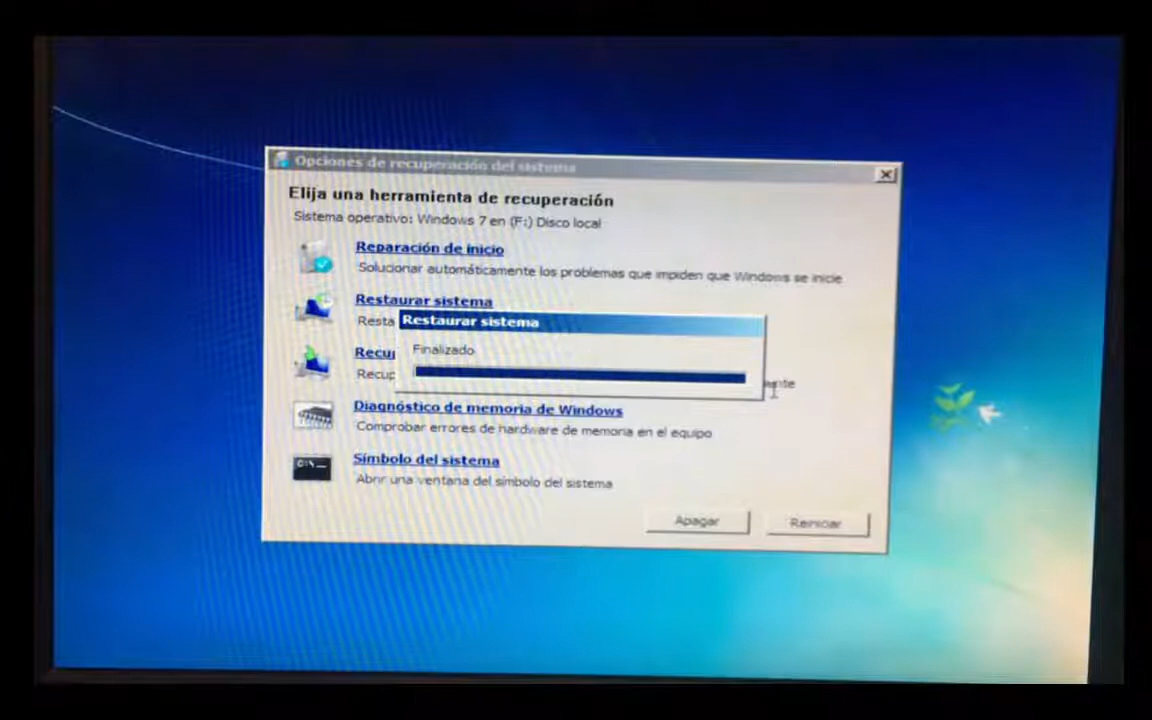 Opciones de recuperación del sistema
Elija una herramienta de recuperación
Sistema operativo: Windows 7 en (F:) Disco local
Reparación de inicio
Solucionar automáticamente los problemas que impiden que Windows se inicie
Restaurar sistema
Resta
Restaurar sistema
Finalizado
Recu
Recup
ente
Diagnóstico de memoria de Windows
Comprobar errores de hardware de memoria en el equipo
C:\
Símbolo del sistema
Abrir una ventana del símbolo del sistema
Apagar
Reiniciar